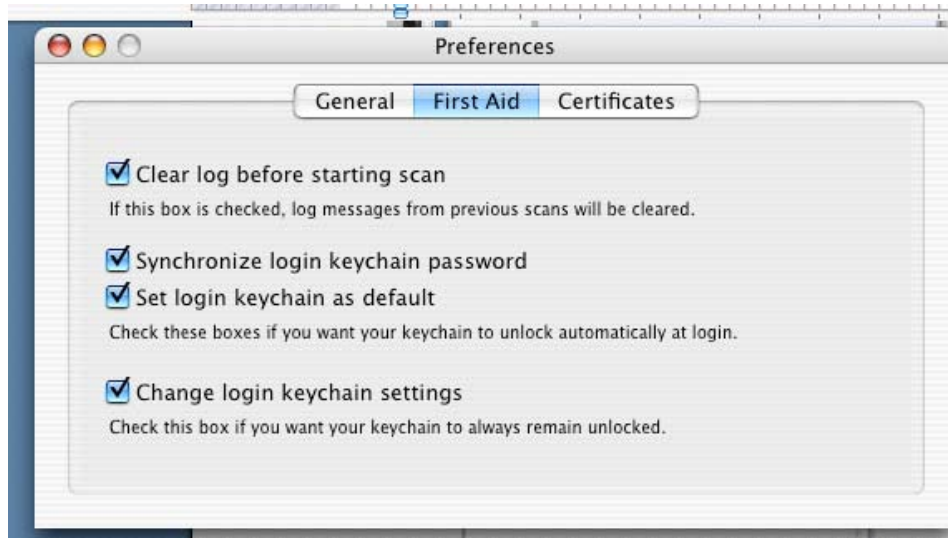 Preferences
General First Aid Certificates
Clear log before starting scan
If this box is checked, log messages from previous scans will be cleared.
Synchronize login keychain password
Set login keychain as default
Check these boxes if you want your keychain to unlock automatically at login.
Change login keychain settings
Check this box if you want your keychain to always remain unlocked.